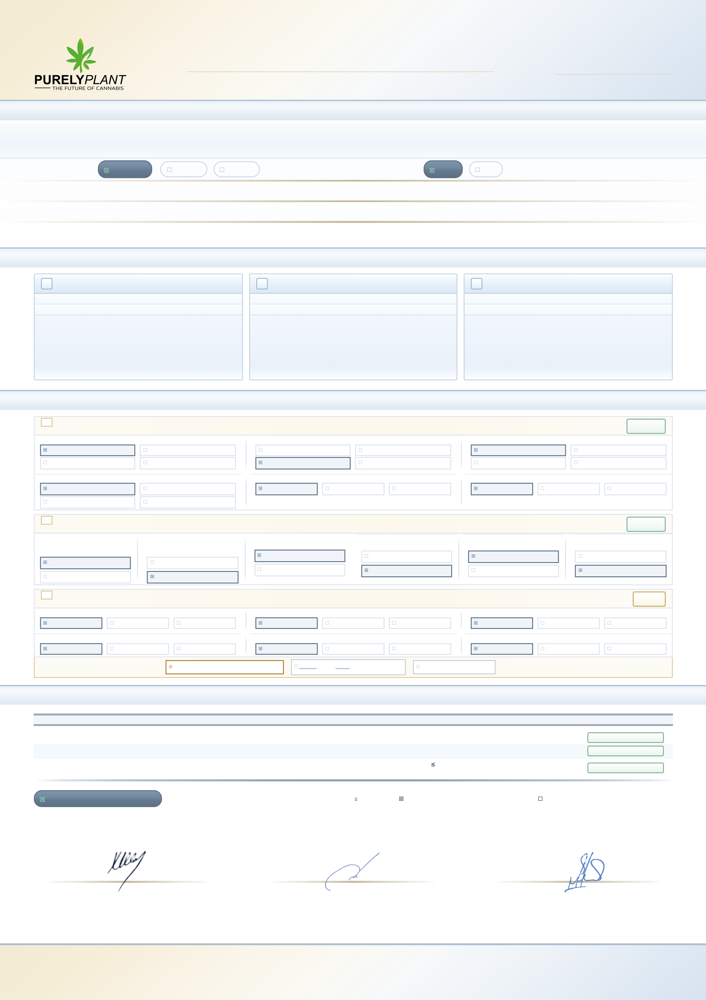 PURELYPLANT
THE FUTURE OF CANNABIS
☒ ☐ ☐ ☒ ☐
☒ ☐ ☐ ☐ ☒ ☐
☐ ☐ ☒ ☐ ☐ ☐
☒ ☐ ☒ ☐ ☐ ☒ ☐ ☐
☐ ☐
☒ ☐ ☒ ☐ ☒ ☐
☐ ☒ ☐ ☒ ☐ ☒
☒ ☐ ☐ ☒ ☐ ☐ ☒ ☐ ☐
☒ ☐ ☐ ☒ ☐ ☐ ☒ ☐ ☐
☒ ☐ ☐
≤
☒ ≤ ☒ ☐